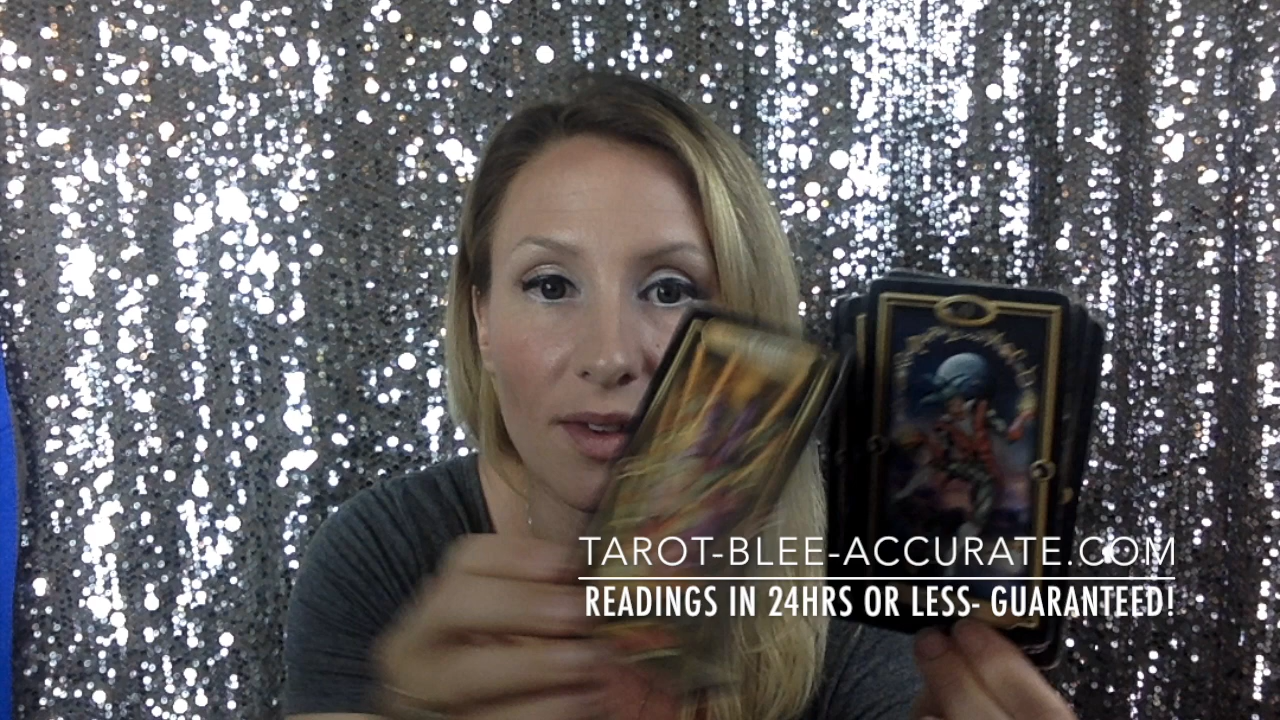 TAROT-BLEE-ACCURATE.COM
READINGS IN 24HRS OR LESS- GUARANTEED!